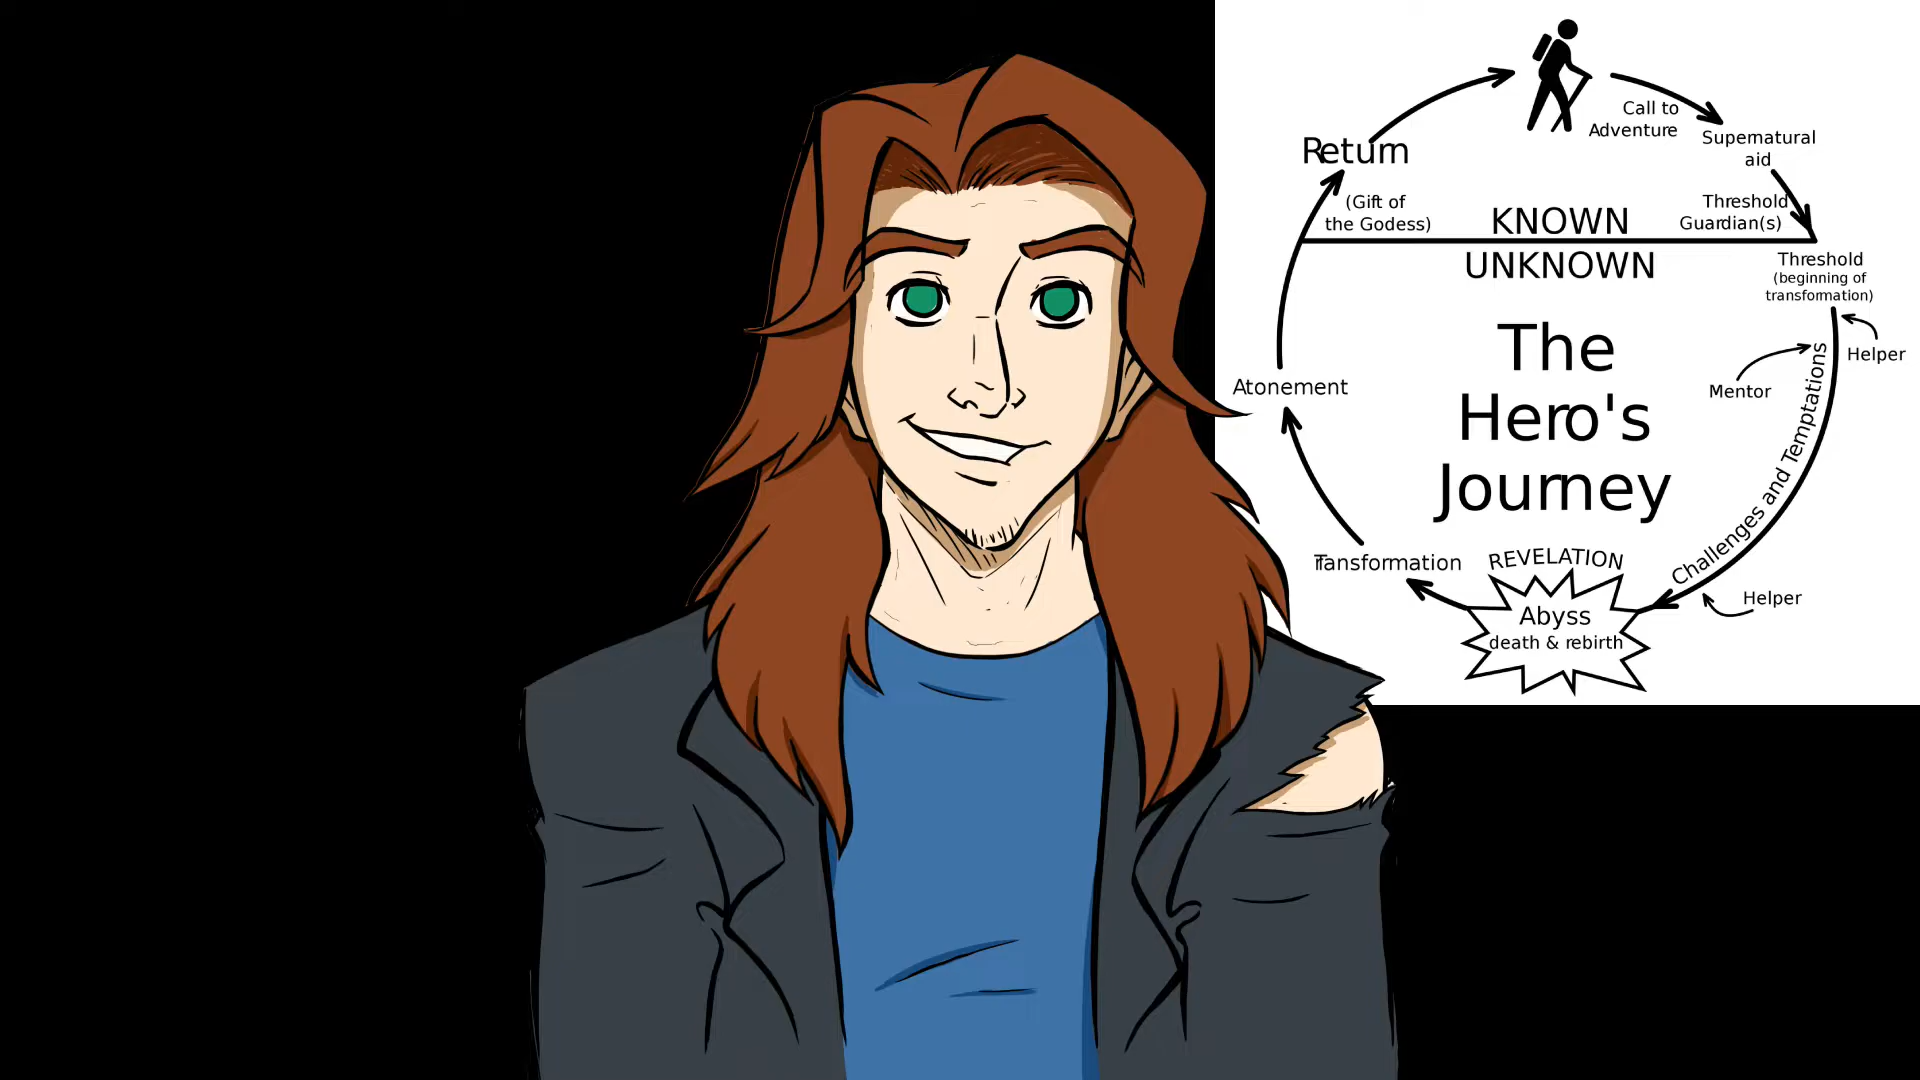 Call to
Adventure
Supernatural
aid
Return
(Gift of
the Godess)
KNOWN
Threshold
Guardian(s)
UNKNOWN
Threshold
(beginning of
transformation)
Helper
Mentor
The
Hero's
Journey
Atonement
Challenges and Temptations
Transformation
REVELATION
Abyss
death & rebirth
Helper